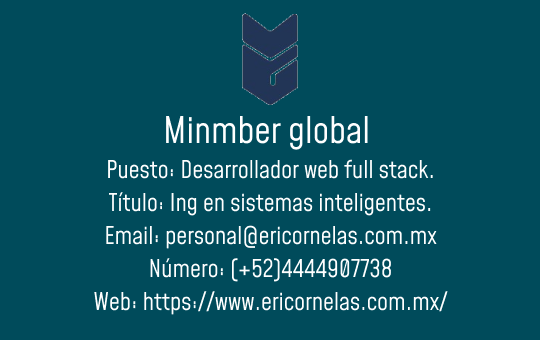 Minmber global
Puesto: Desarrollador web full stack.
Título: Ing en sistemas inteligentes.
Email: personal@ericornelas.com.mx
Número: (+52)4444907738
Web: https://www.ericornelas.com.mx/